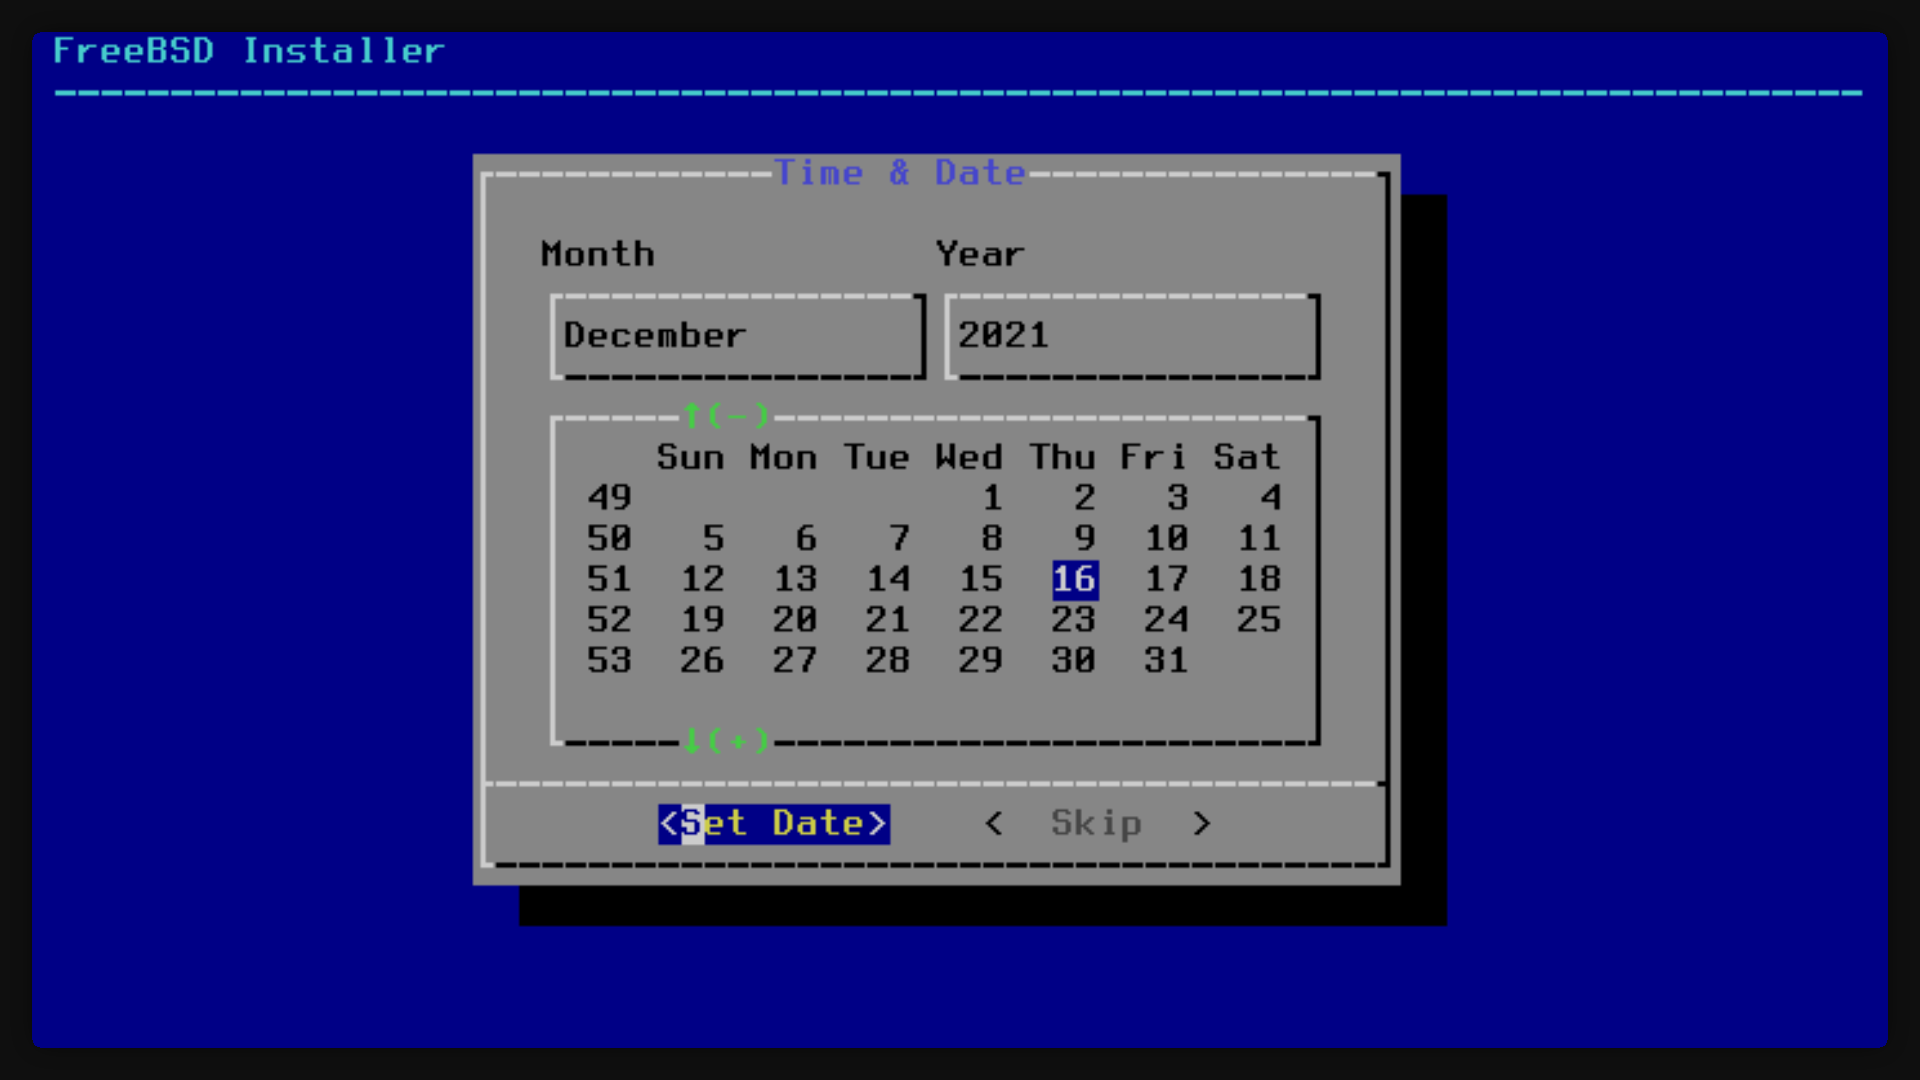 FreeBSD Installer
Time & Date
Month Year
December 2021
↑(-)
Sun Mon Tue Wed Thu Fri Sat
49 1 2 3 4
50 5 6 7 8 9 10 11
51 12 13 14 15 16 17 18
52 19 20 21 22 23 24 25
53 26 27 28 29 30 31
↓(+)
<Set Date> < Skip >